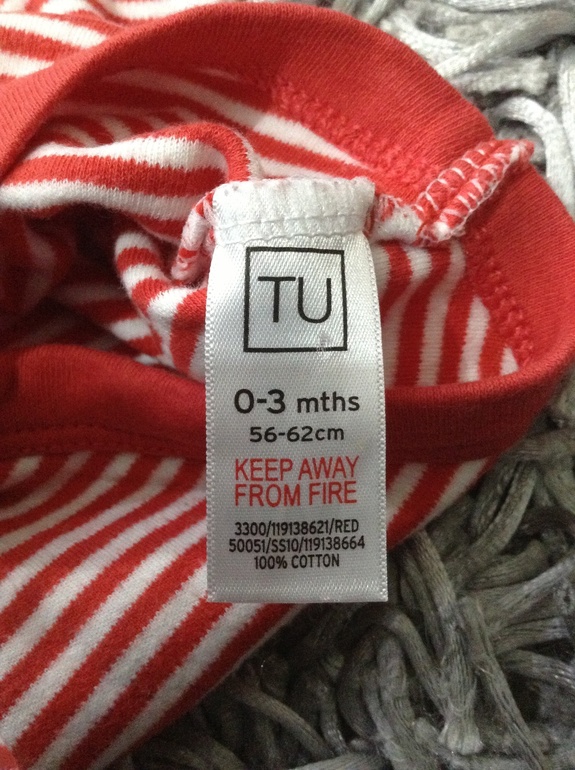 TU
0-3 mths
56-62cm
KEEP AWAY
FROM FIRE
3300/119138621/RED
50051/SS10/119138664
100% COTTON